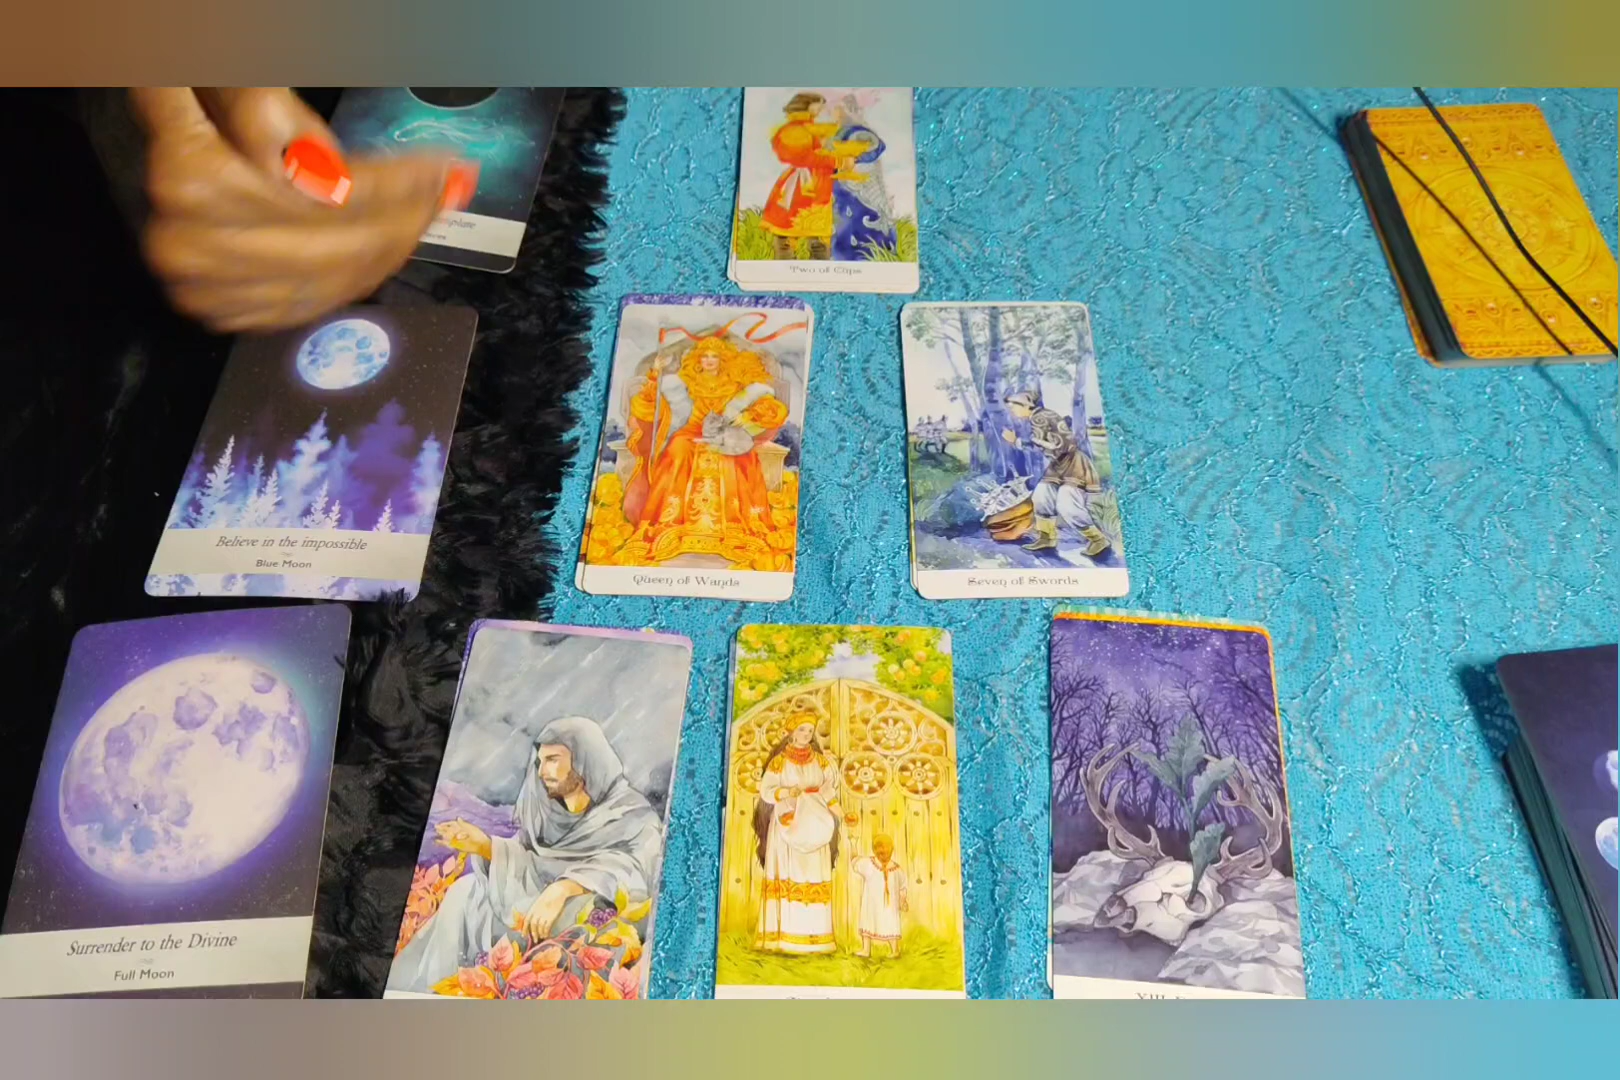 Two of Cups
Believe in the impossible
Blue Moon
Queen of Wands
Seven of Swords
Surrender to the Divine
Full Moon
XIII